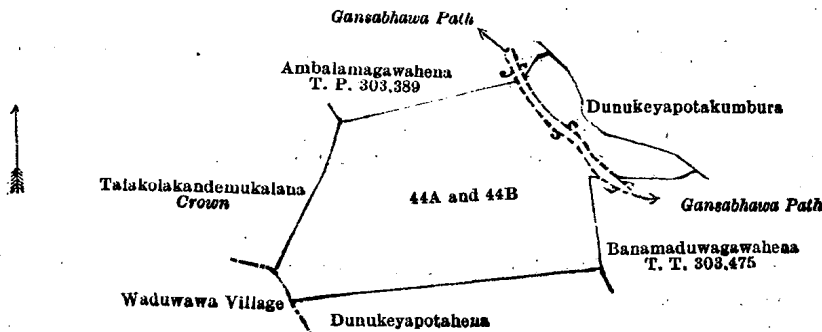 Gansabhawa Path
Ambalamagawahena
T. P. 303,389
Dunukeyapotakumbura
Talakolakandemukalana
Crown
44A and 44B
Gansabhawa Path
Banamaduwagawahena
T. T. 303,475
Waduwawa Village
Dunukeyapotahena